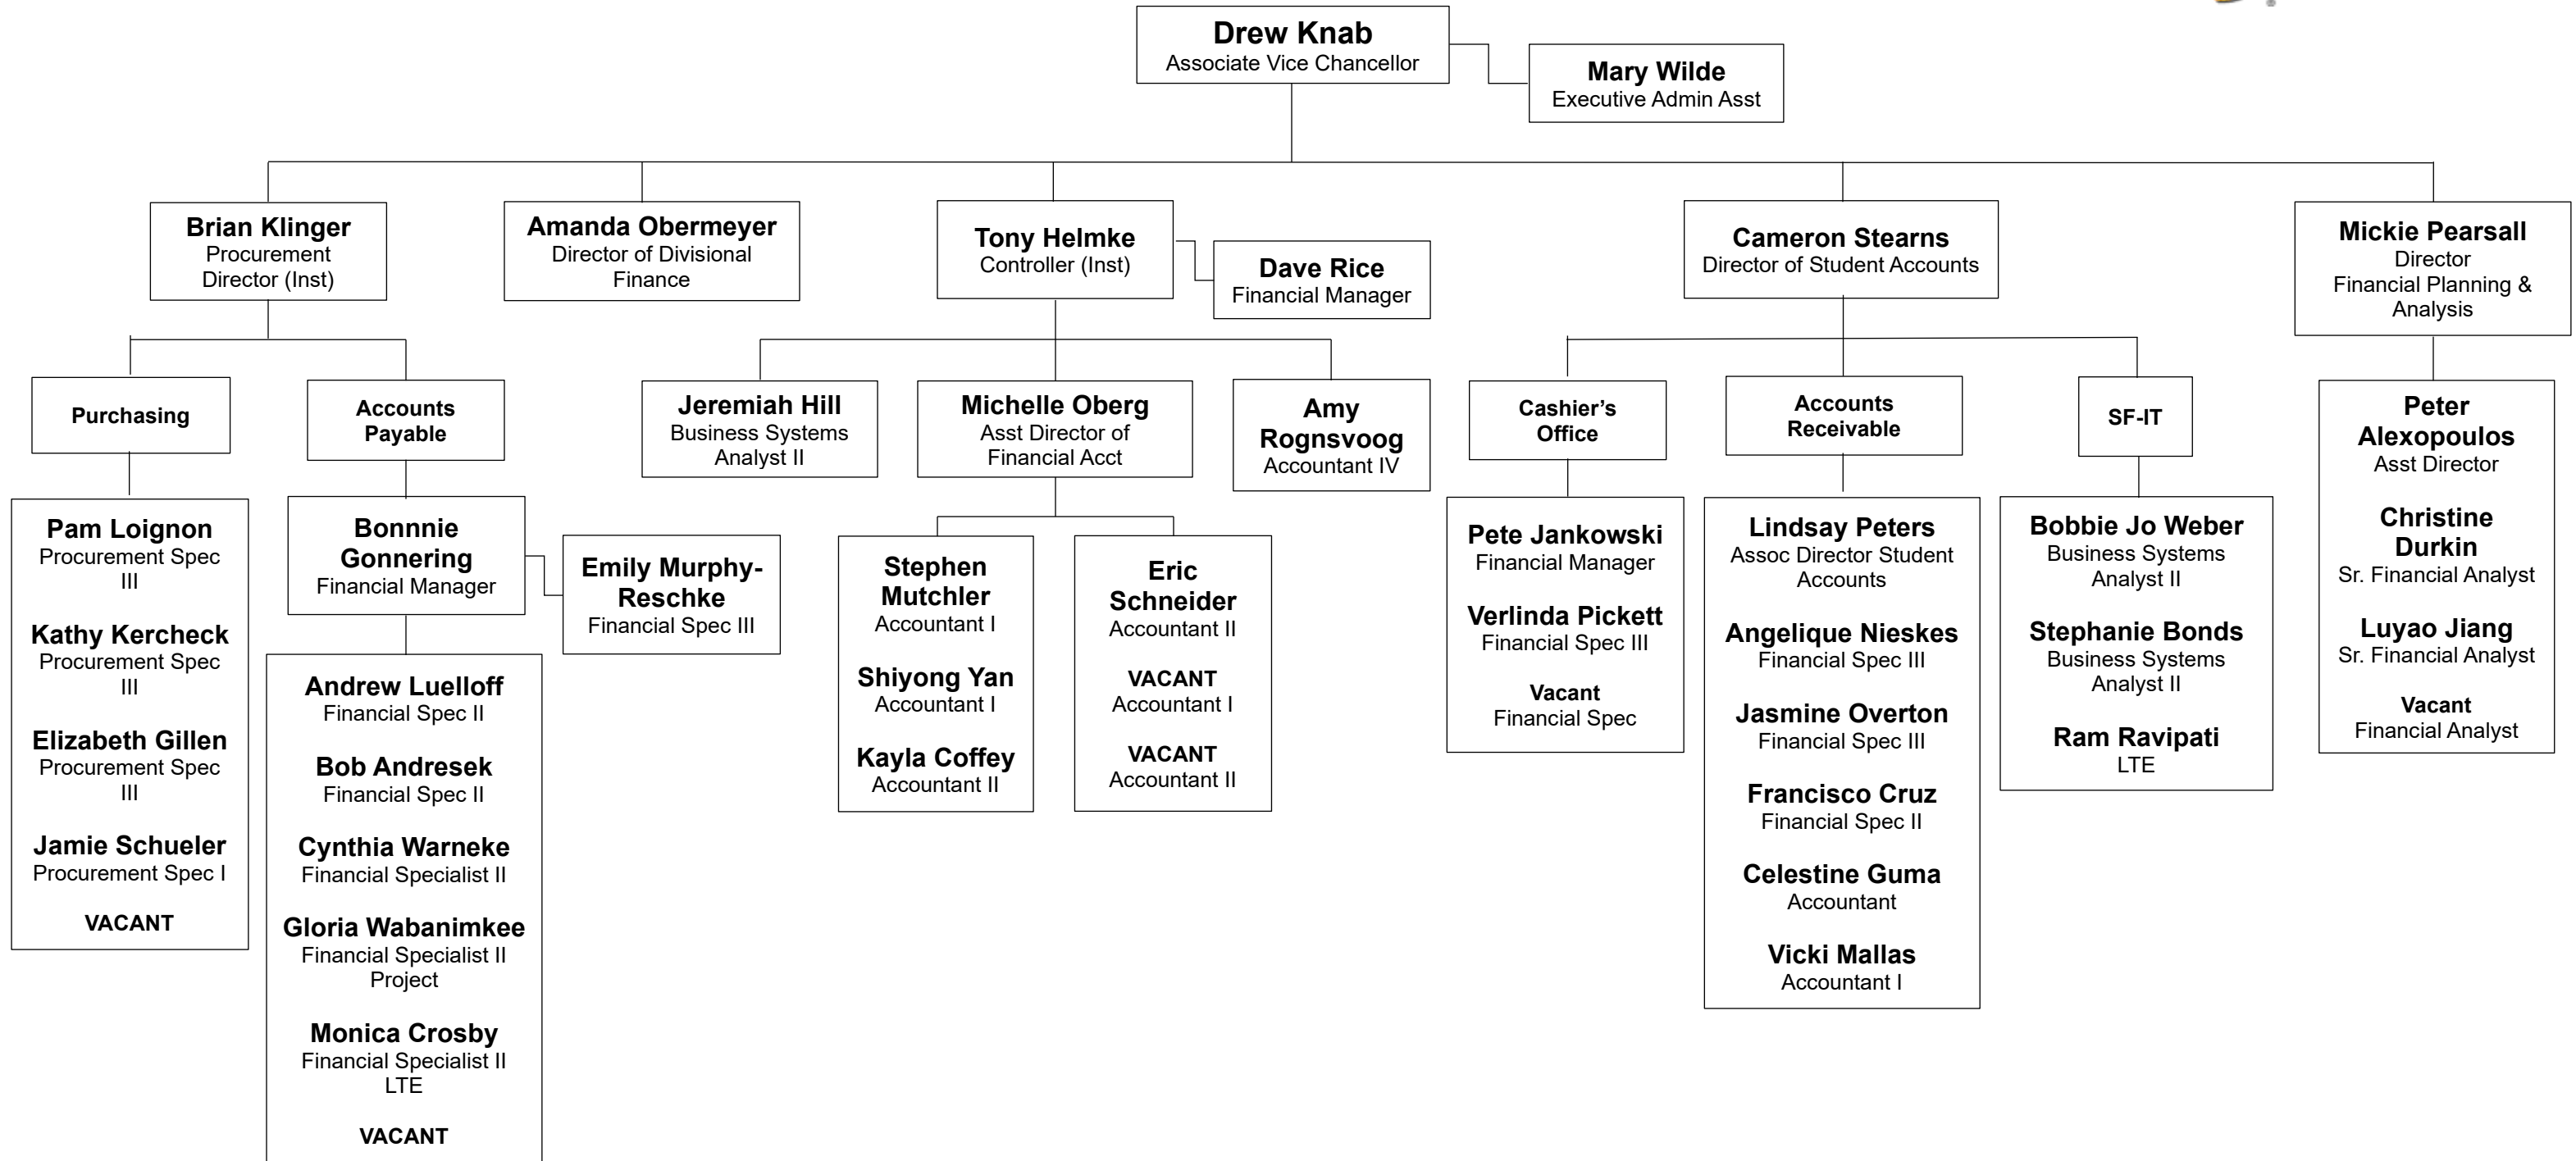 Drew Knab
Associate Vice Chancellor
Mary Wilde
Executive Admin Asst
Brian Klinger
Procurement
Director (Inst)
Amanda Obermeyer
Director of Divisional
Finance
Tony Helmke
Controller (Inst)
Dave Rice
Financial Manager
Cameron Stearns
Director of Student Accounts
Mickie Pearsall
Director
Financial Planning &
Analysis
Purchasing
Accounts
Payable
Jeremiah Hill
Business Systems
Analyst II
Michelle Oberg
Asst Director of
Financial Acct
Amy
Rognsvoog
Accountant IV
Cashier’s
Office
Accounts
Receivable
SF-IT
Peter
Alexopoulos
Asst Director
Christine
Durkin
Sr. Financial Analyst
Luyao Jiang
Sr. Financial Analyst
Vacant
Financial Analyst
Pam Loignon
Procurement Spec
III
Kathy Kercheck
Procurement Spec
III
Elizabeth Gillen
Procurement Spec
III
Jamie Schueler
Procurement Spec I
VACANT
Bonnnie
Gonnering
Financial Manager
Emily Murphy-
Reschke
Financial Spec III
Andrew Luelloff
Financial Spec II
Bob Andresek
Financial Spec II
Cynthia Warneke
Financial Specialist II
Gloria Wabanimkee
Financial Specialist II
Project
Monica Crosby
Financial Specialist II
LTE
VACANT
Stephen
Mutchler
Accountant I
Shiyong Yan
Accountant I
Kayla Coffey
Accountant II
Eric
Schneider
Accountant II
VACANT
Accountant I
VACANT
Accountant II
Pete Jankowski
Financial Manager
Verlinda Pickett
Financial Spec III
Vacant
Financial Spec
Lindsay Peters
Assoc Director Student
Accounts
Angelique Nieskes
Financial Spec III
Jasmine Overton
Financial Spec III
Francisco Cruz
Financial Spec II
Celestine Guma
Accountant
Vicki Mallas
Accountant I
Bobbie Jo Weber
Business Systems
Analyst II
Stephanie Bonds
Business Systems
Analyst II
Ram Ravipati
LTE